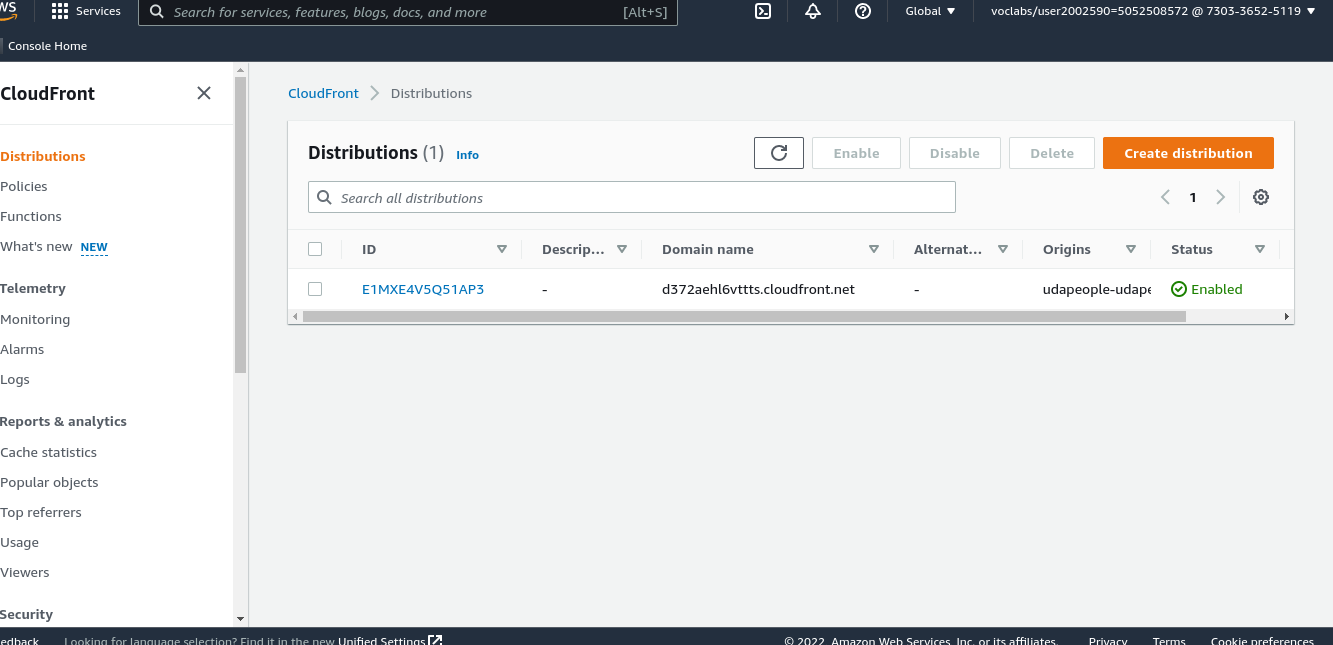 Services
Search for services, features, blogs, docs, and more [Alt+S]
Global
voclabs/user2002590=5052508572 @ 7303-3652-5119
Console Home
CloudFront
Distributions
Policies
Functions
What's new NEW
Telemetry
Monitoring
Alarms
Logs
Reports & analytics
Cache statistics
Popular objects
Top referrers
Usage
Viewers
Security
CloudFront > Distributions
Distributions (1) Info
Enable
Disable
Delete
Create distribution
Search all distributions
1
ID Descrip... Domain name Alternat... Origins Status
E1MXE4V5Q51AP3 - d372aehl6vttts.cloudfront.net - udapeople-udape Enabled
edback Looking for language selection? Find it in the new Unified Settings
© 2022, Amazon Web Services, Inc. or its affiliates. Privacy Terms Cookie preferences